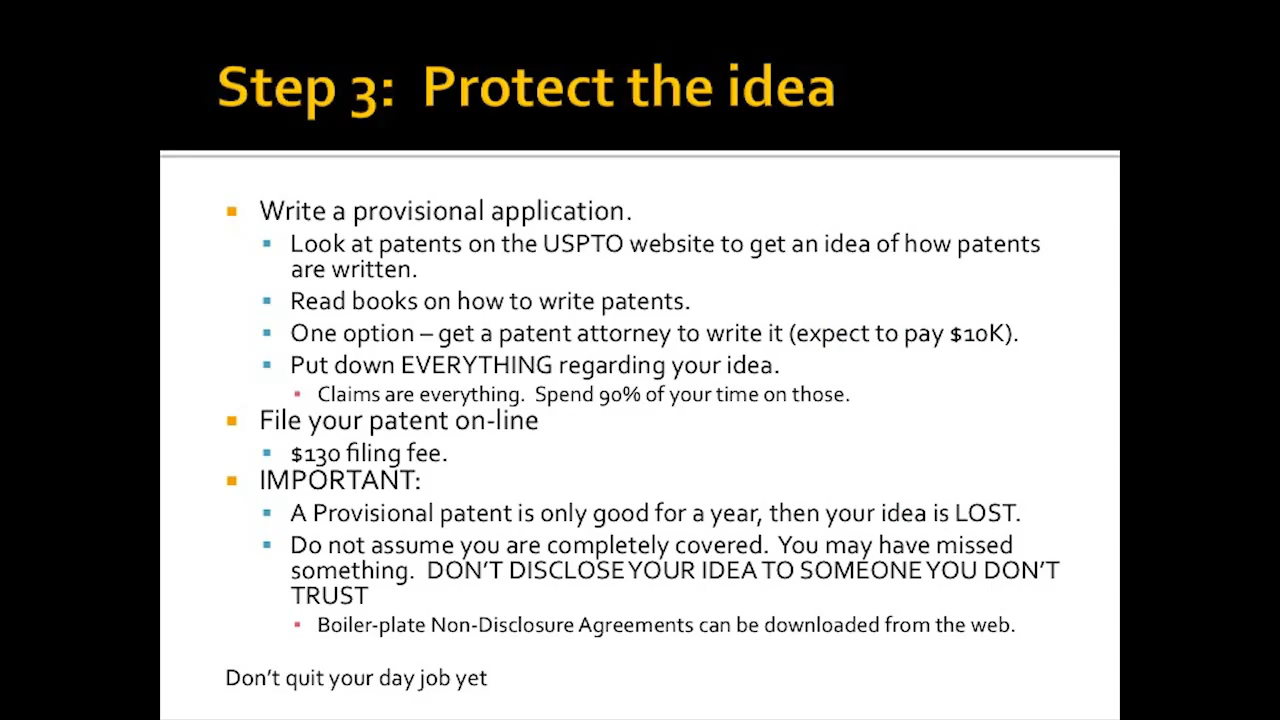 Step 3:  Protect the idea
Write a provisional application.
Look at patents on the USPTO website to get an idea of how patents
are written.
Read books on how to write patents.
One option – get a patent attorney to write it (expect to pay $10K).
Put down EVERYTHING regarding your idea.
Claims are everything.  Spend 90% of your time on those.
File your patent on-line
$130 filing fee.
IMPORTANT:
A Provisional patent is only good for a year, then your idea is LOST.
Do not assume you are completely covered.  You may have missed
something.  DON'T DISCLOSE YOUR IDEA TO SOMEONE YOU DON'T
TRUST
Boiler-plate Non-Disclosure Agreements can be downloaded from the web.
Don't quit your day job yet